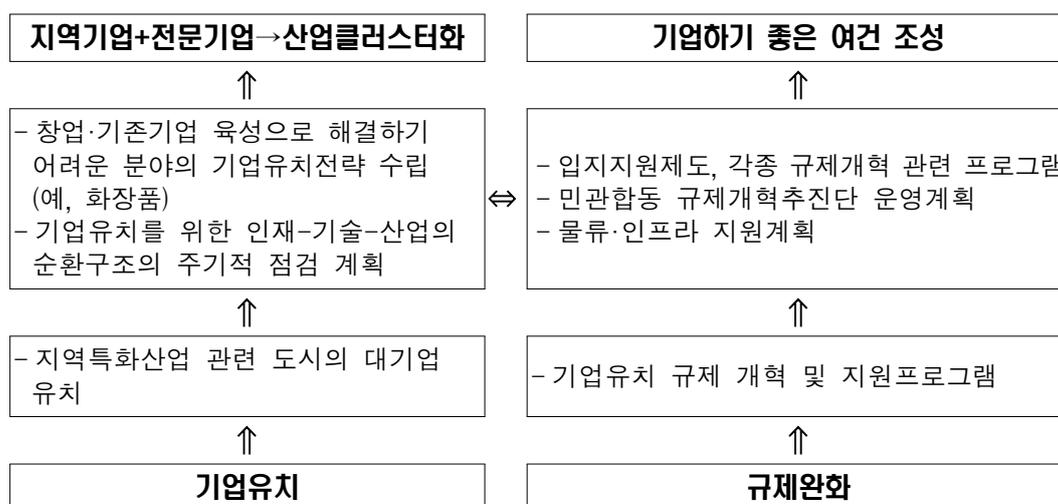 지역기업+전문기업→산업클러스터화
기업하기 좋은 여건 조성
⇑
⇑
- 창업·기존기업 육성으로 해결하기
어려운 분야의 기업유치전략 수립
(예, 화장품)
- 기업유치를 위한 인재-기술-산업의
순환구조의 주기적 점검 계획
⇔
- 입지지원제도, 각종 규제개혁 관련 프로그램
- 민관합동 규제개혁추진단 운영계획
- 물류·인프라 지원계획
⇑
⇑
- 지역특화산업 관련 도시의 대기업
유치
- 기업유치 규제 개혁 및 지원프로그램
⇑
⇑
기업유치
규제완화